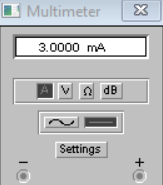 Multimeter
3.0000 mA
A V Ω dB
Settings
− +